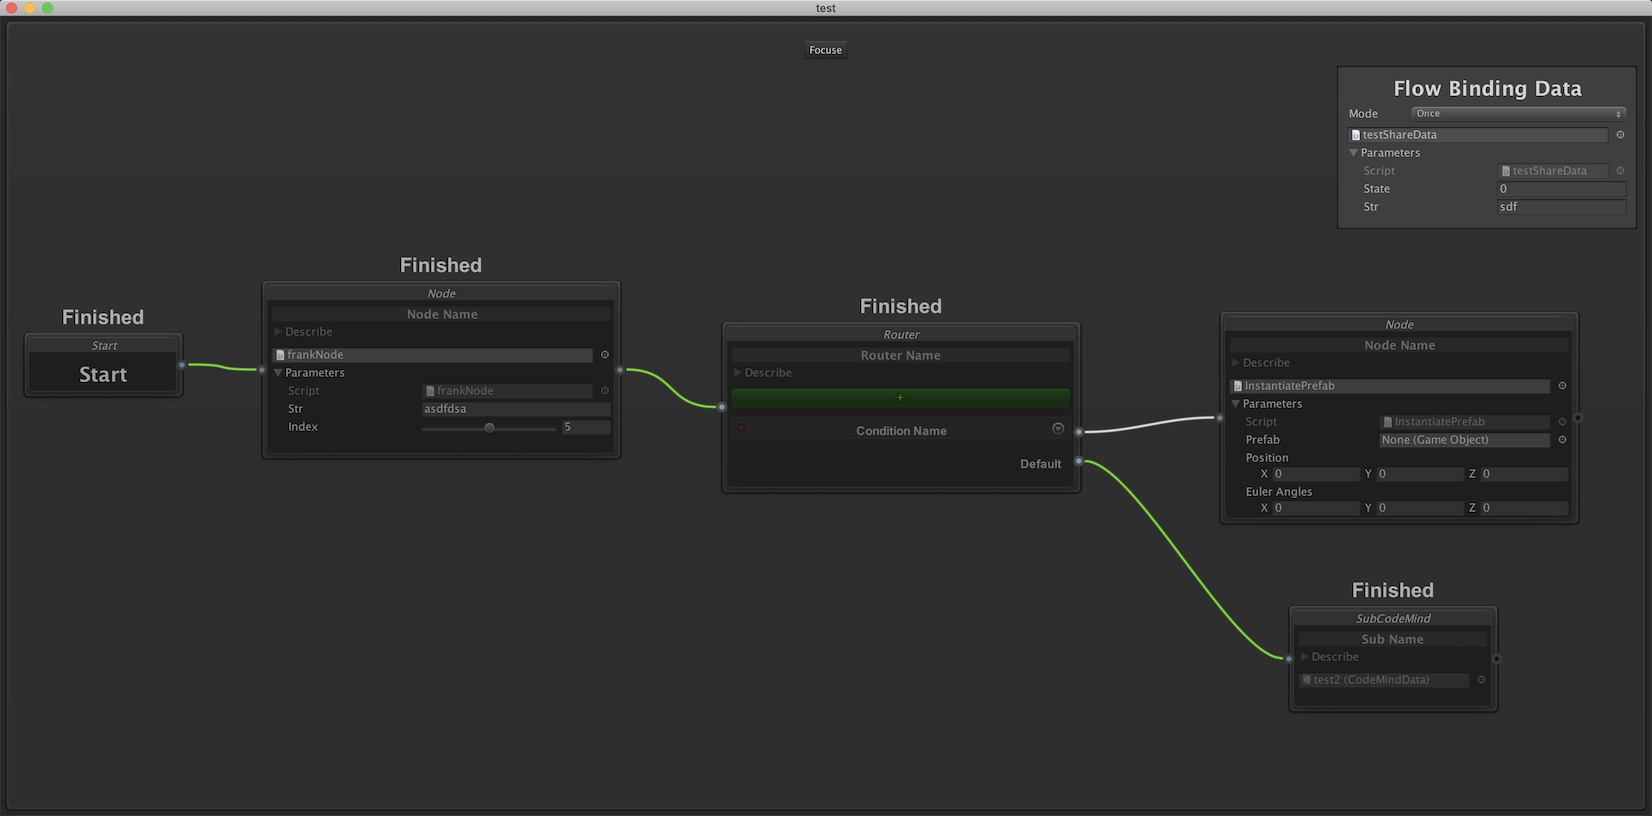 test
Focuse
Flow Binding Data
Mode Once
testShareData
Parameters
Script testShareData
State 0
Str sdf
Finished
Start
Start
Finished
Node
Node Name
Describe
frankNode
Parameters
Script frankNode
Str asdfdsa
Index 5
Finished
Router
Router Name
Describe
+
Condition Name
Default
Node
Node Name
Describe
InstantiatePrefab
Parameters
Script InstantiatePrefab
Prefab None (Game Object)
Position
X 0 Y 0 Z 0
Euler Angles
X 0 Y 0 Z 0
Finished
SubCodeMind
Sub Name
Describe
test2 (CodeMindData)